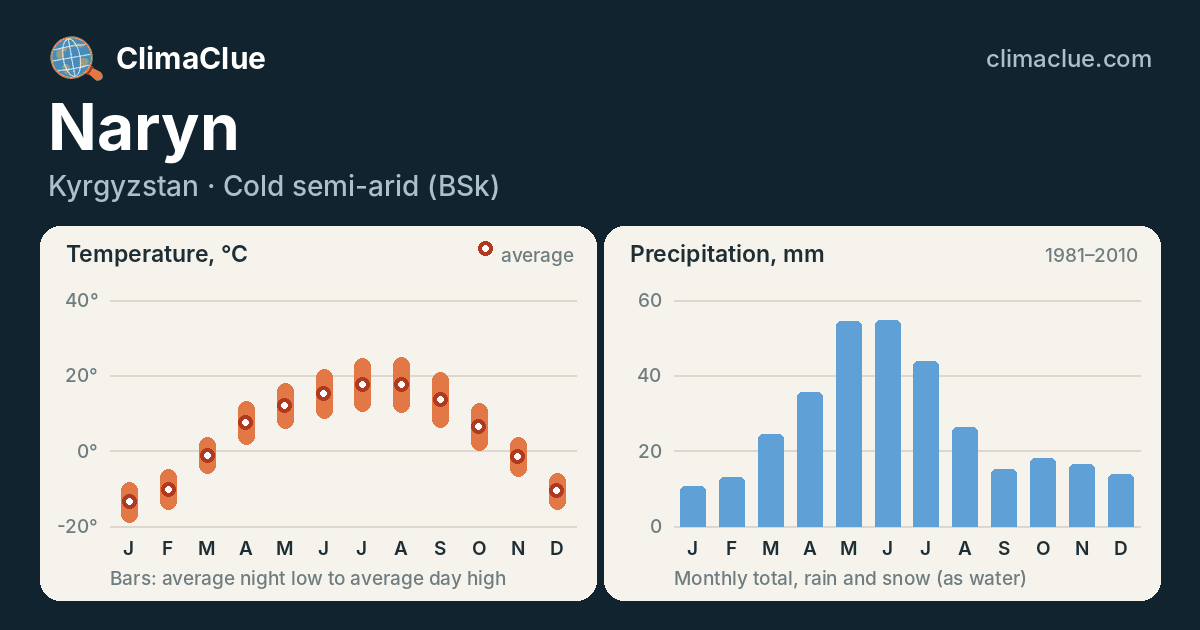 ClimaClue
climaclue.com
Naryn
Kyrgyzstan · Cold semi-arid (BSk)
Temperature, °C
average
40°
20°
0°
-20°
J F M A M J J A S O N D
Bars: average night low to average day high
Precipitation, mm
1981–2010
60
40
20
0
J F M A M J J A S O N D
Monthly total, rain and snow (as water)